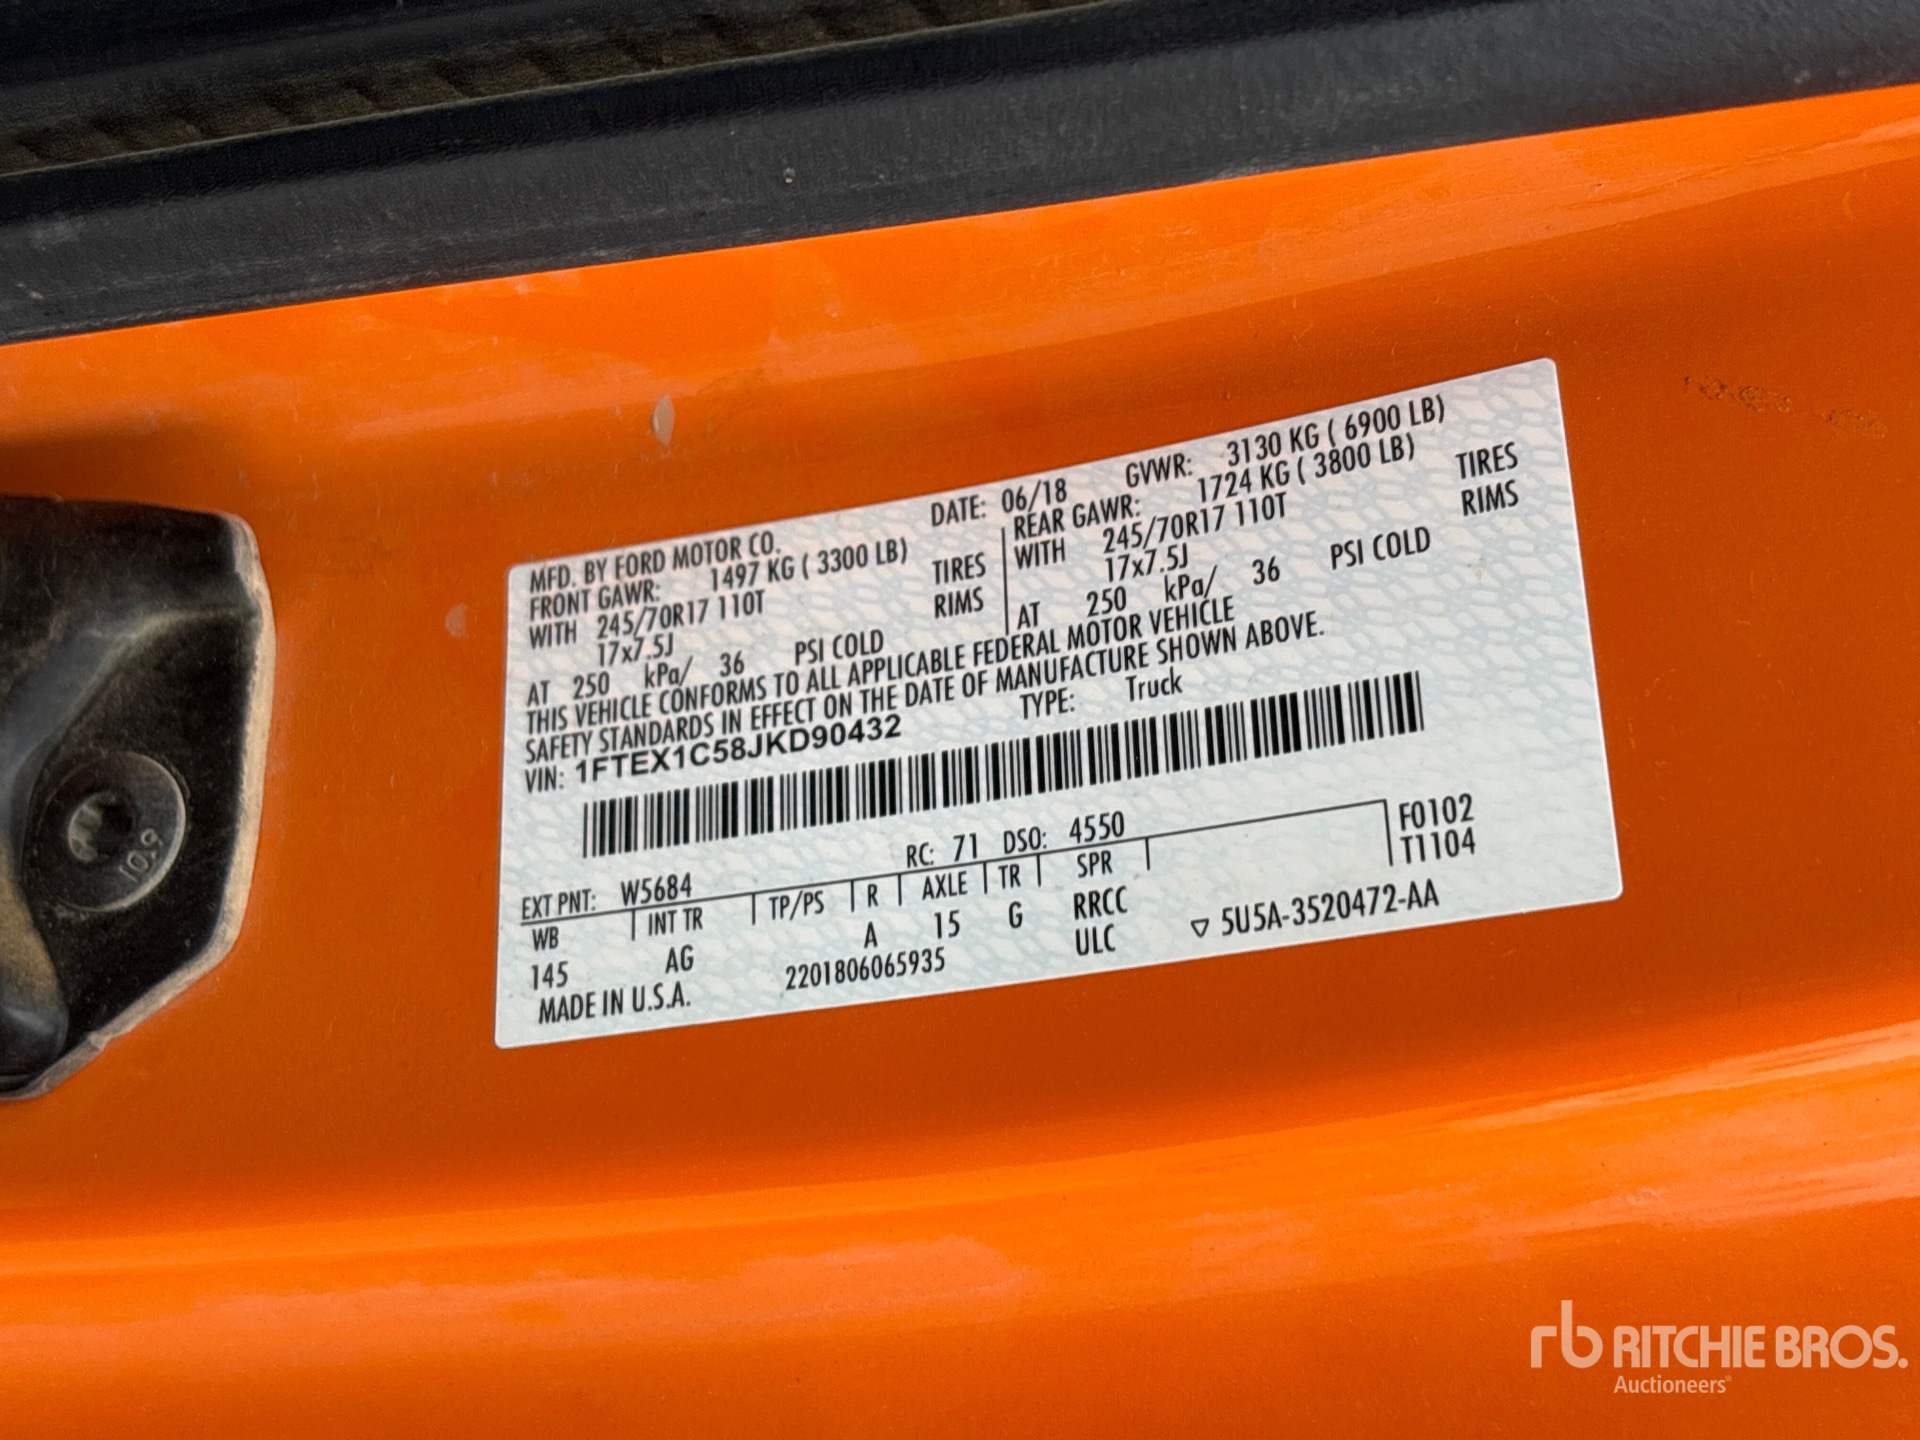 MFD. BY FORD MOTOR CO. DATE: 06/18 GVWR: 3130 KG ( 6900 LB)
FRONT GAWR: 1497 KG ( 3300 LB) REAR GAWR: 1724 KG ( 3800 LB)
WITH 245/70R17 110T TIRES WITH 245/70R17 110T TIRES
17x7.5J RIMS 17x7.5J RIMS
AT 250 kPa/ 36 PSI COLD AT 250 kPa/ 36 PSI COLD
THIS VEHICLE CONFORMS TO ALL APPLICABLE FEDERAL MOTOR VEHICLE
SAFETY STANDARDS IN EFFECT ON THE DATE OF MANUFACTURE SHOWN ABOVE.
VIN: 1FTEX1C58JKD90432 TYPE: Truck
EXT PNT: W5684 RC: 71 DSO: 4550 F0102
WB INT TR TP/PS R AXLE TR SPR T1104
145 AG A 15 G RRCC
ULC ▽ 5U5A-3520472-AA
MADE IN U.S.A. 2201806065935
10.9
rb RITCHIE BROS.
Auctioneers®